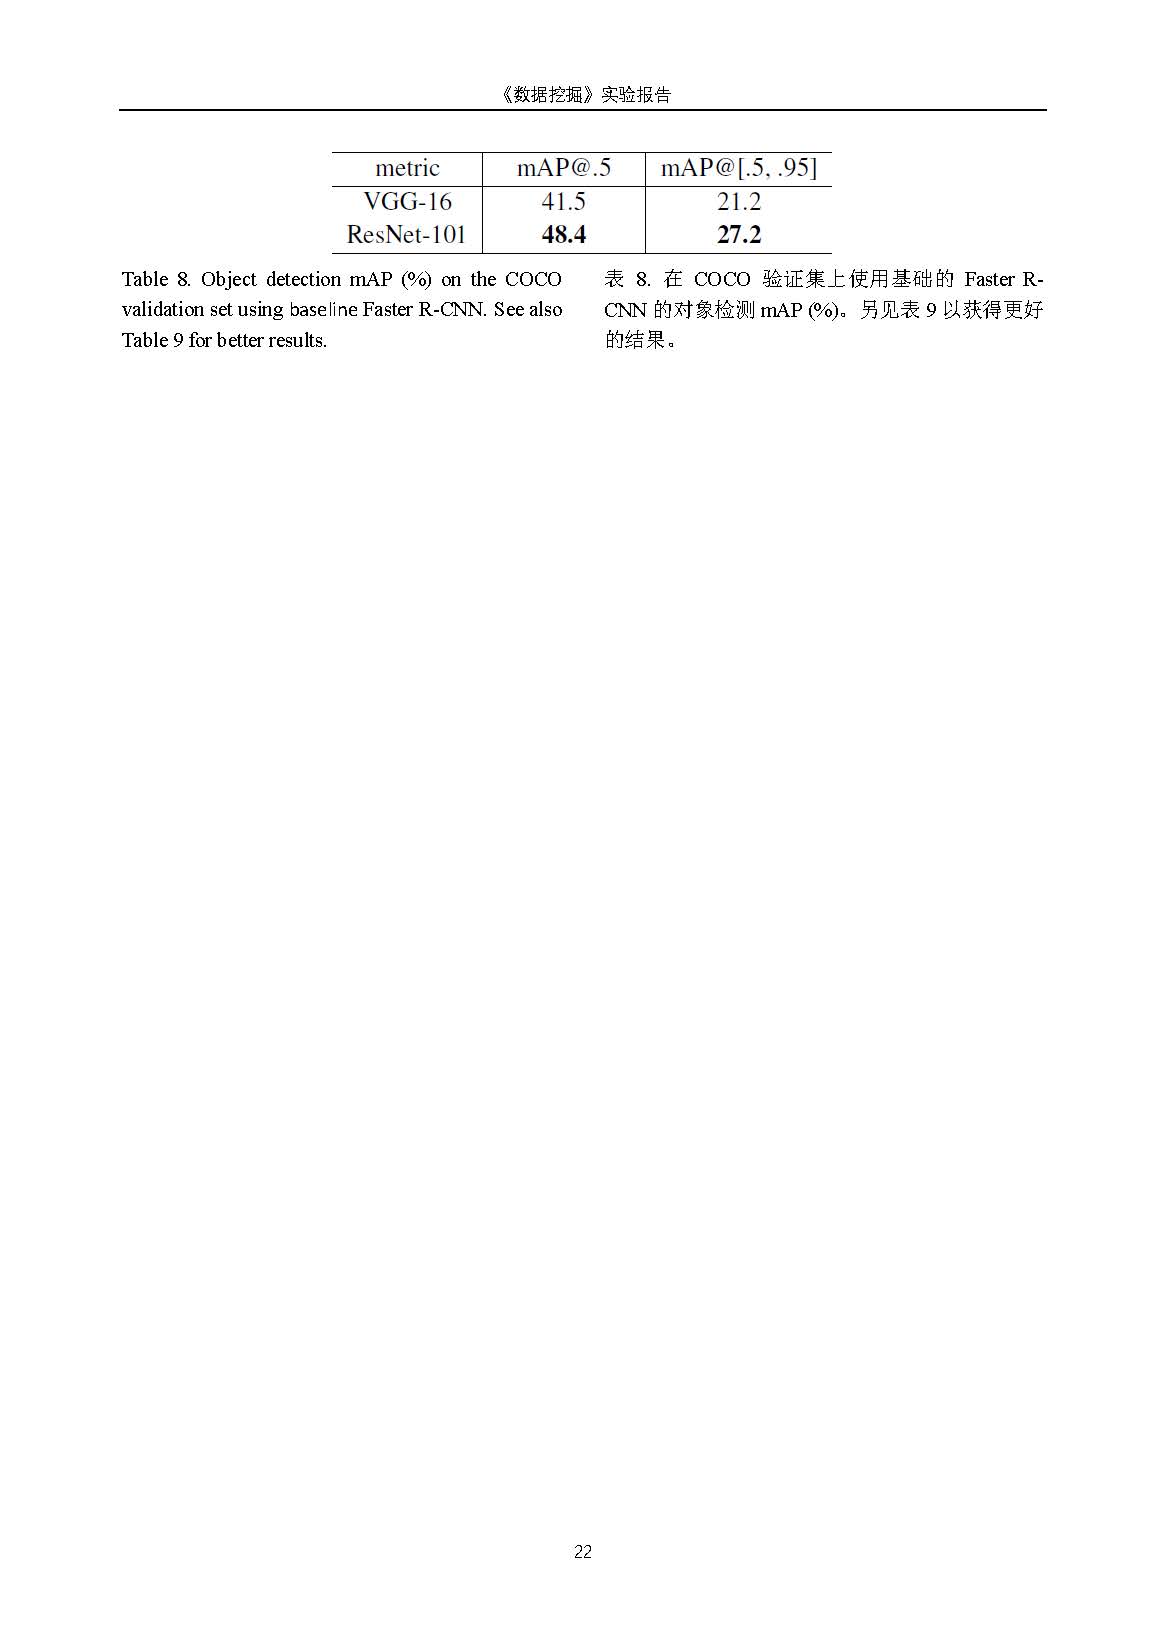 《数据挖掘》实验报告
metric mAP@.5 mAP@[.5, .95]
VGG-16 41.5 21.2
ResNet-101 48.4 27.2
Table 8. Object detection mAP (%) on the COCO
validation set using baseline Faster R-CNN. See also
Table 9 for better results.
表 8. 在 COCO 验证集上使用基础的 Faster R-
CNN 的对象检测 mAP (%)。另见表 9 以获得更好
的结果。
22